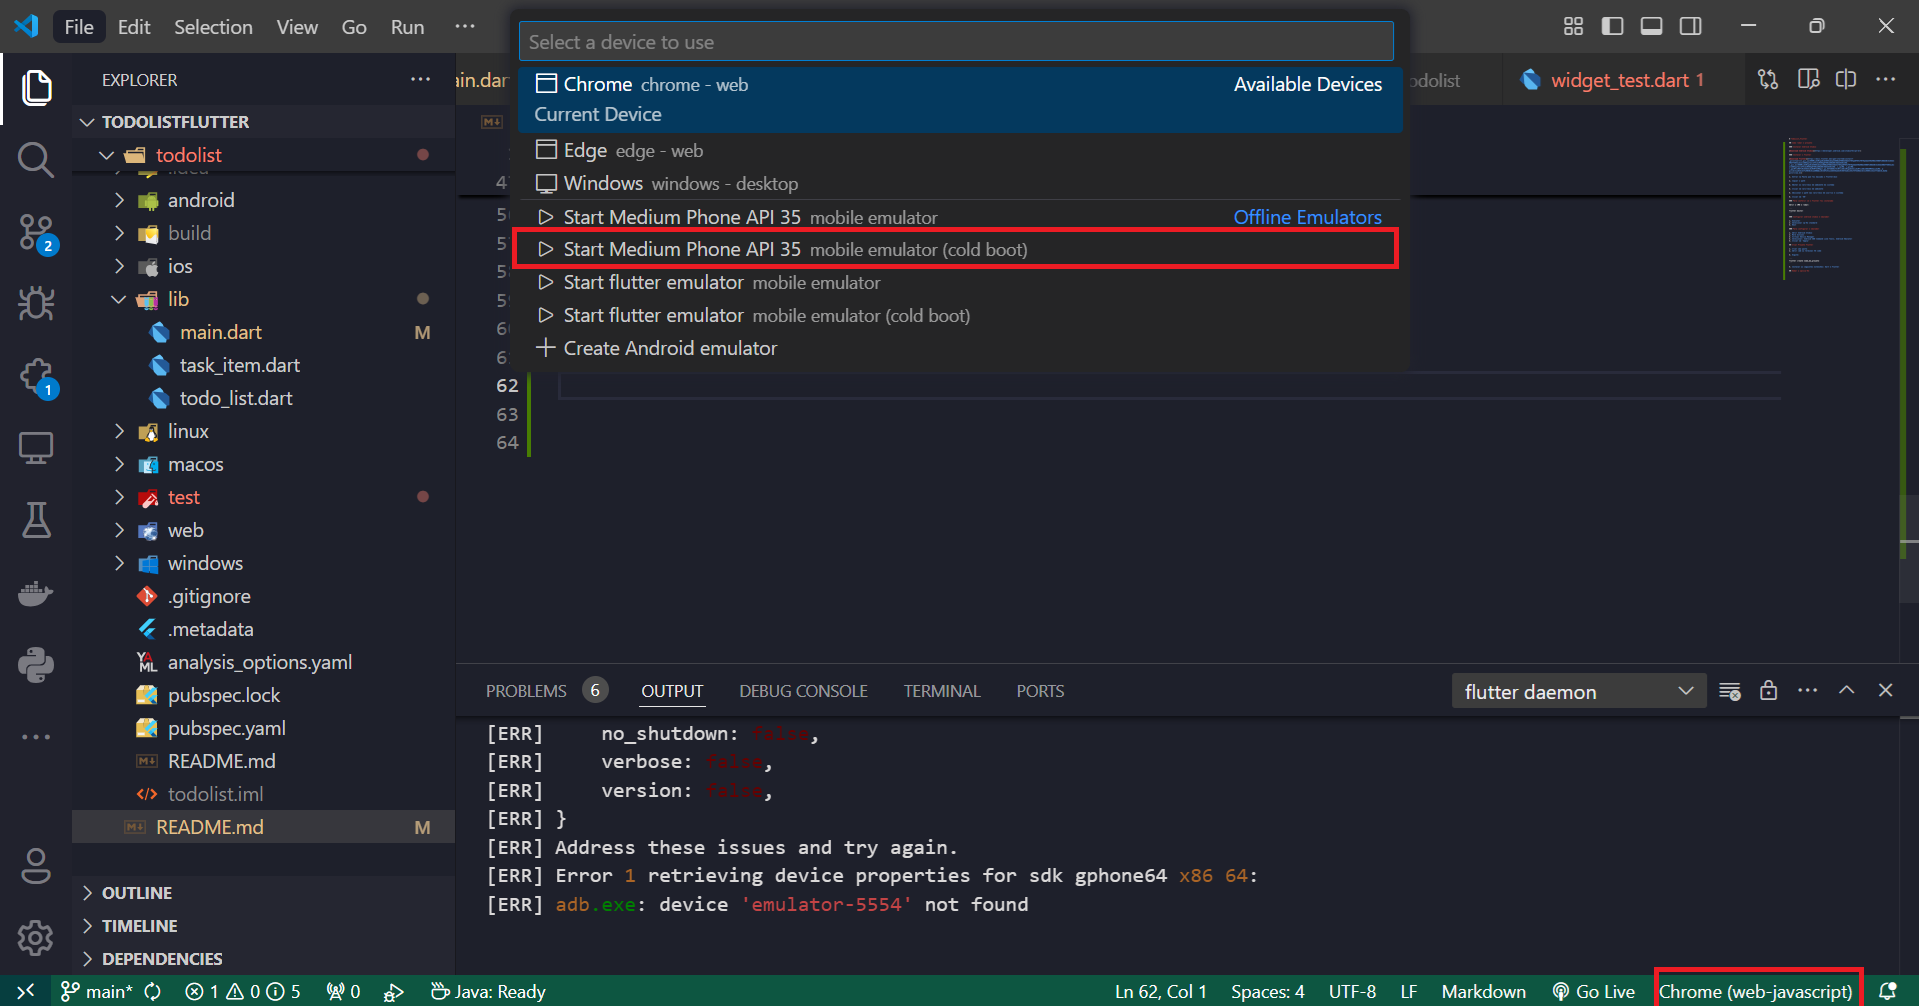 File Edit Selection View Go Run ···
Select a device to use
Chrome chrome - web Available Devices
Current Device
Edge edge - web
Windows windows - desktop
Start Medium Phone API 35 mobile emulator Offline Emulators
Start Medium Phone API 35 mobile emulator (cold boot)
Start flutter emulator mobile emulator
Start flutter emulator mobile emulator (cold boot)
Create Android emulator
EXPLORER ···
ain.dar
odolist
widget_test.dart 1 ···
TODOLISTFLUTTER
todolist
.idea
android
build
ios
lib
main.dart M
task_item.dart
todo_list.dart
linux
macos
test
web
windows
.gitignore
.metadata
analysis_options.yaml
pubspec.lock
pubspec.yaml
README.md
todolist.iml
README.md M
OUTLINE
TIMELINE
DEPENDENCIES
2
1
62
63
64
PROBLEMS 6 OUTPUT DEBUG CONSOLE TERMINAL PORTS flutter daemon ···
[ERR] no_shutdown: false,
[ERR] verbose: false,
[ERR] version: false,
[ERR] }
[ERR] Address these issues and try again.
[ERR] Error 1 retrieving device properties for sdk gphone64 x86 64:
[ERR] adb.exe: device 'emulator-5554' not found
main* 1 0 5 0 Java: Ready Ln 62, Col 1 Spaces: 4 UTF-8 LF Markdown Go Live Chrome (web-javascript)